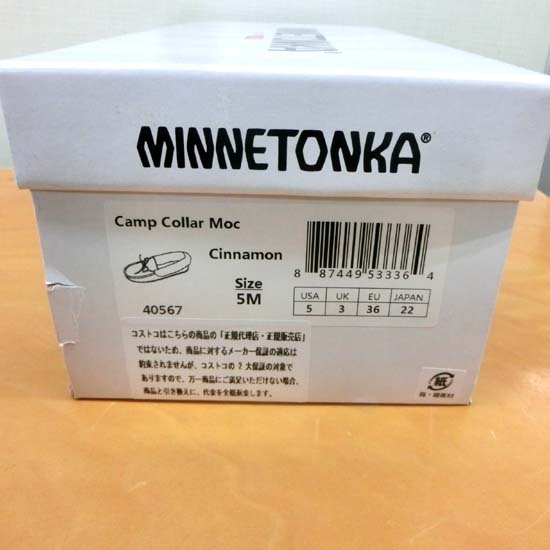 MINNETONKA®
Camp Collar Moc
Cinnamon
Size
5M
40567
8 87449 53336 4
USA UK EU JAPAN
5 3 36 22
コストコはこちらの商品の「正規代理店・正規販売店」
ではないため、商品に対するメーカー保証の適応は
約束されませんが、コストコの2大保証の対象で
ありますので、万一商品にご満足いただけない場合、
商品と引き換えに、代金を全額返金します。
紙
箱・緩衝材